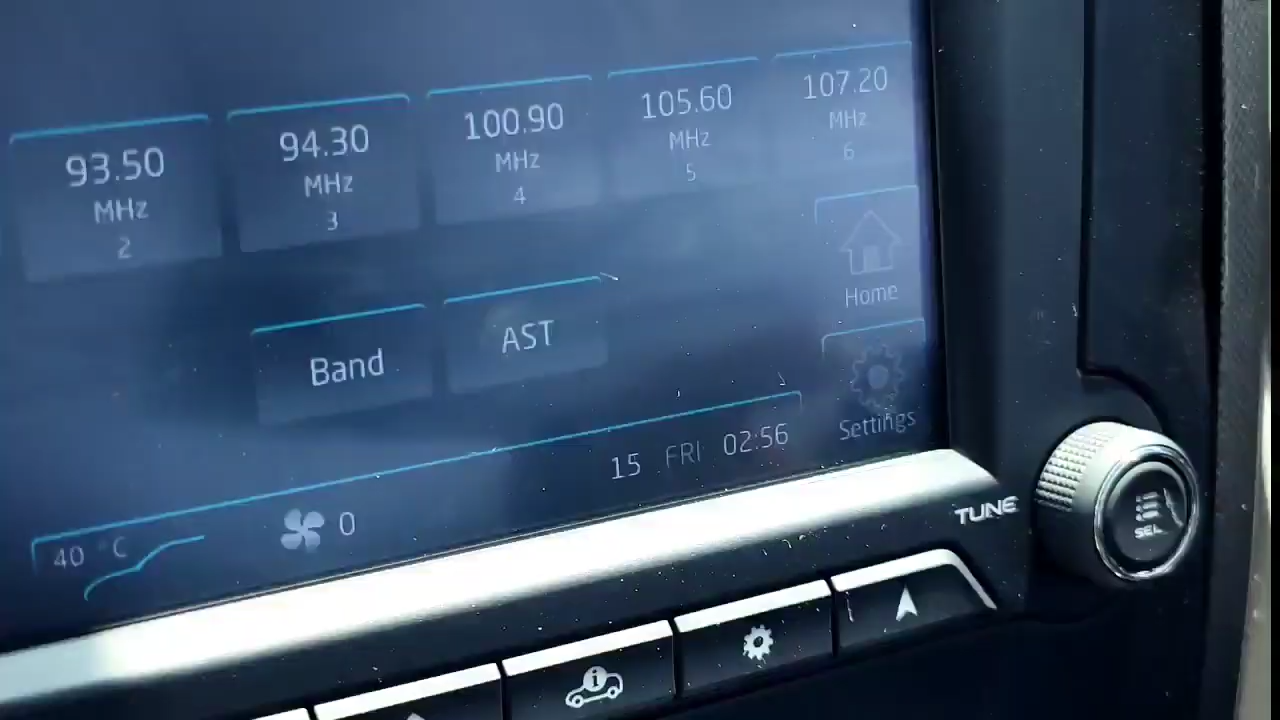 93.50
MHz
2
94.30
MHz
3
100.90
MHz
4
105.60
MHz
5
107.20
MHz
6
Home
Band
AST
Settings
15 FRI 02:56
40 °C
0
TUNE
SEL